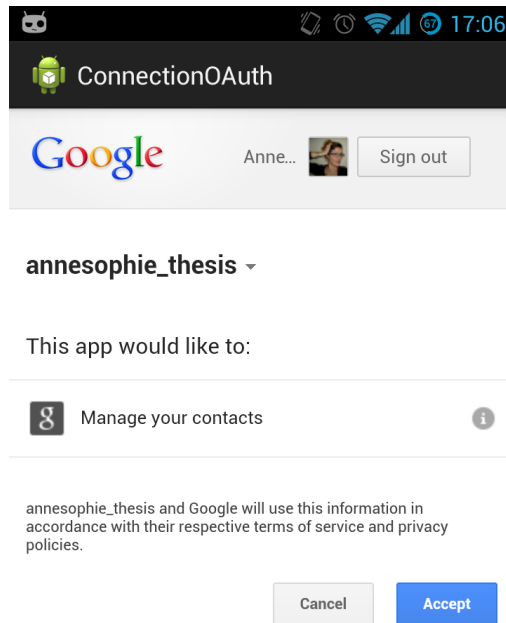 67 17:06
ConnectionOAuth
Google Anne... Sign out
annesophie_thesis
This app would like to:
g Manage your contacts i
annesophie_thesis and Google will use this information in
accordance with their respective terms of service and privacy
policies.
Cancel Accept